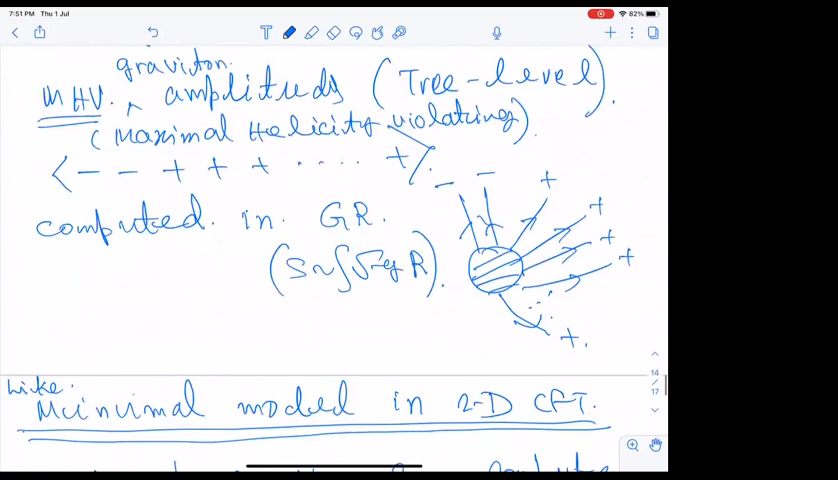 7:51 PM Thu 1 Jul
82%
graviton.
MHV. ^ amplitudy (Tree-level).
(Maximal Helicity violating).
< - - + + + .... + >.
computed. in. GR.
(S ~ ∫√-g R).
- - + + + + +.
14
17
Like.
Minimal model in 2-D CFT.